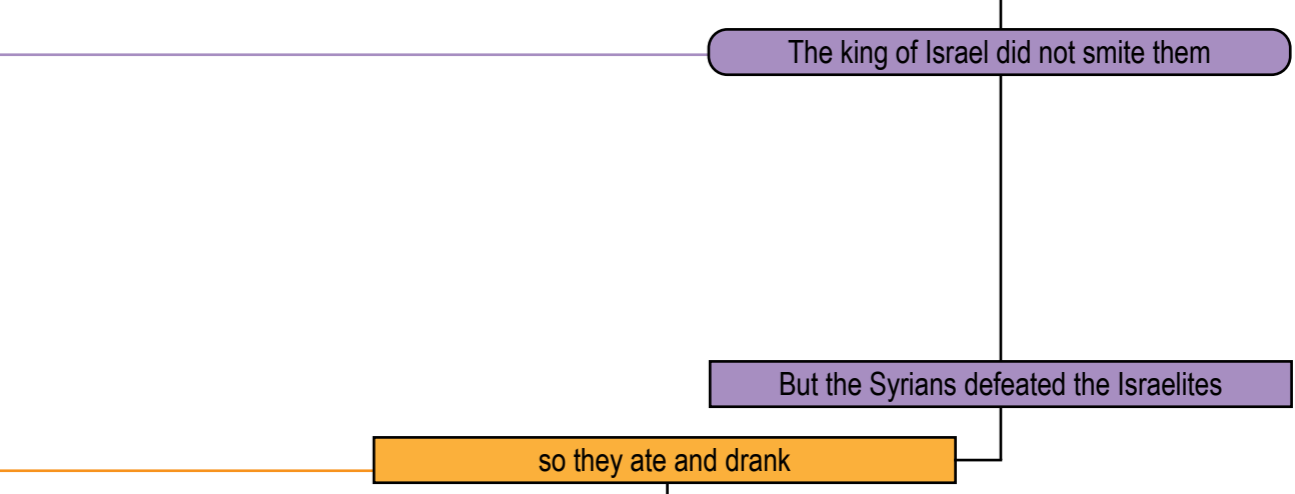 The king of Israel did not smite them
But the Syrians defeated the Israelites
so they ate and drank